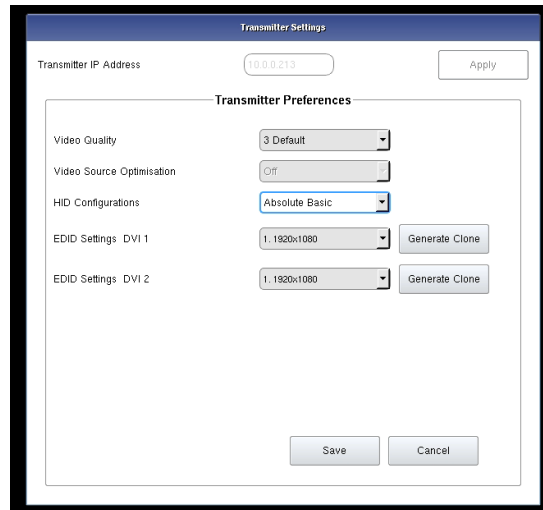 Transmitter Settings
Transmitter IP Address 10.0.0.213 Apply
Transmitter Preferences
Video Quality 3 Default
Video Source Optimisation Off
HID Configurations Absolute Basic
EDID Settings DVI 1 1. 1920x1080 Generate Clone
EDID Settings DVI 2 1. 1920x1080 Generate Clone
Save Cancel